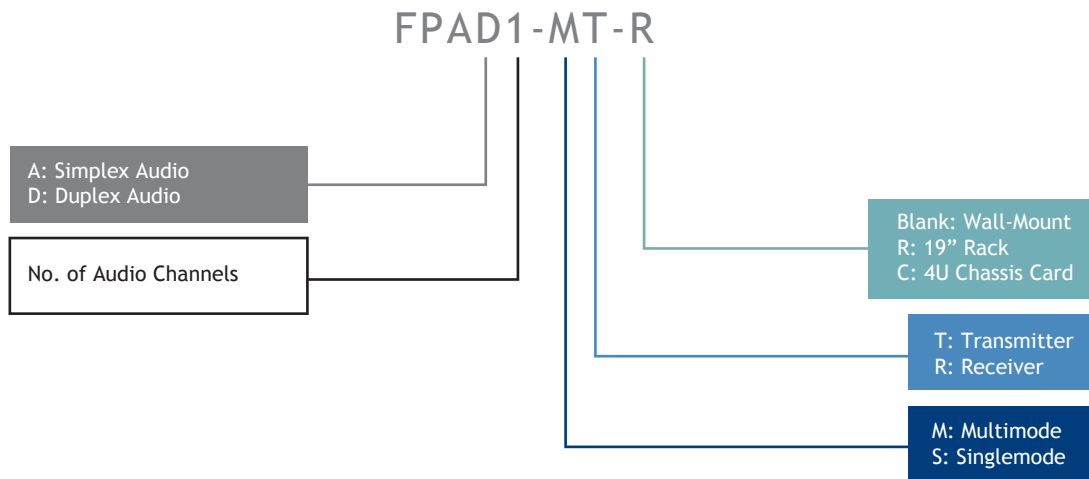 FPAD1-MT-R
A: Simplex Audio
D: Duplex Audio
No. of Audio Channels
Blank: Wall-Mount
R: 19” Rack
C: 4U Chassis Card
T: Transmitter
R: Receiver
M: Multimode
S: Singlemode